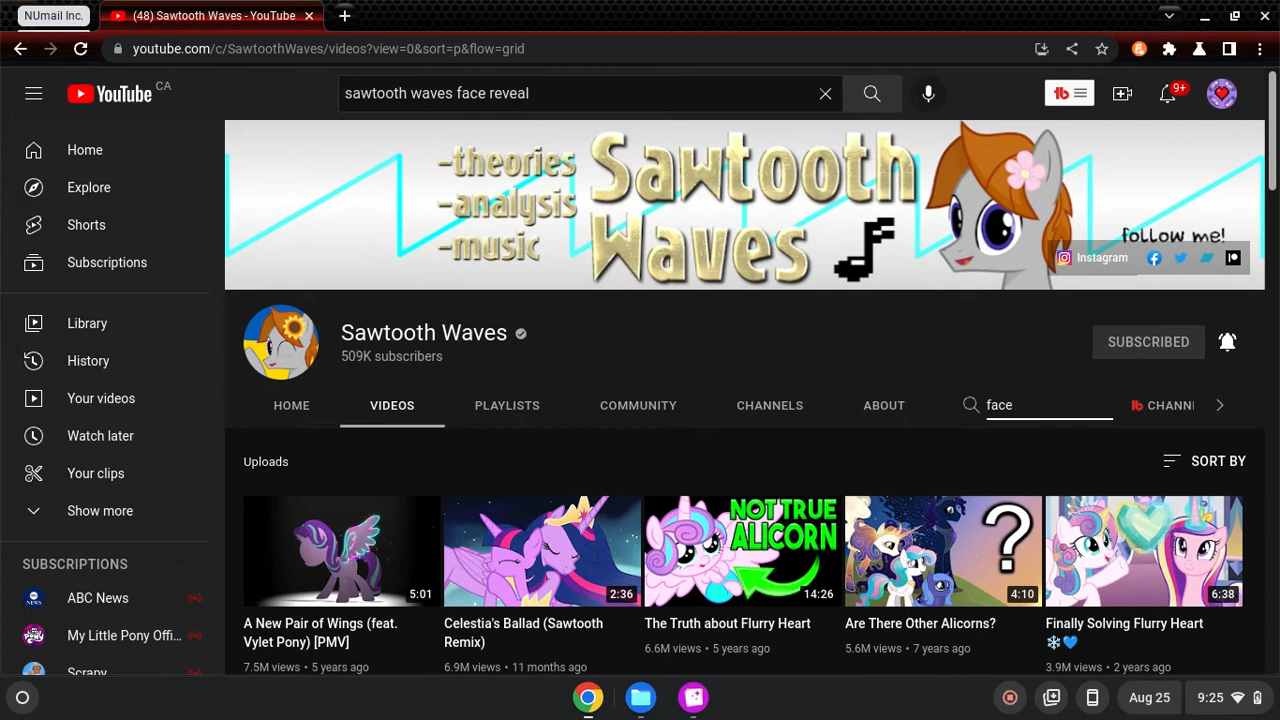 NUmail Inc.
(48) Sawtooth Waves - YouTube
youtube.com/c/SawtoothWaves/videos?view=0&sort=p&flow=grid
YouTube CA
sawtooth waves face reveal
9+
Home
Explore
Shorts
Subscriptions
Library
History
Your videos
Watch later
Your clips
Show more
SUBSCRIPTIONS
ABC News
My Little Pony Offi...
Scrapy
-theories
-analysis
-music
Sawtooth
Waves
follow me!
Instagram
Sawtooth Waves
509K subscribers
SUBSCRIBED
HOME
VIDEOS
PLAYLISTS
COMMUNITY
CHANNELS
ABOUT
face
CHANN
Uploads
SORT BY
5:01
A New Pair of Wings (feat.
Vylet Pony) [PMV]
7.5M views • 5 years ago
2:36
Celestia's Ballad (Sawtooth
Remix)
6.9M views • 11 months ago
NOT TRUE
ALICORN
14:26
The Truth about Flurry Heart
6.6M views • 5 years ago
?
4:10
Are There Other Alicorns?
5.6M views • 7 years ago
6:38
Finally Solving Flurry Heart
❄️💙
3.9M views • 2 years ago
Aug 25
9:25